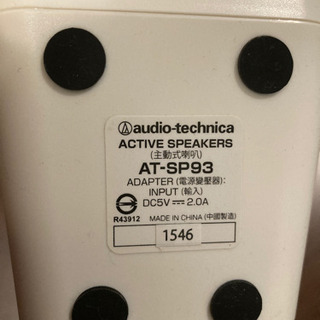 audio-technica
ACTIVE SPEAKERS
(主動式喇叭)
AT-SP93
ADAPTER (電源變壓器):
INPUT (輸入)
DC5V ⎓ 2.0A
R43912 MADE IN CHINA (中國製造)
1546